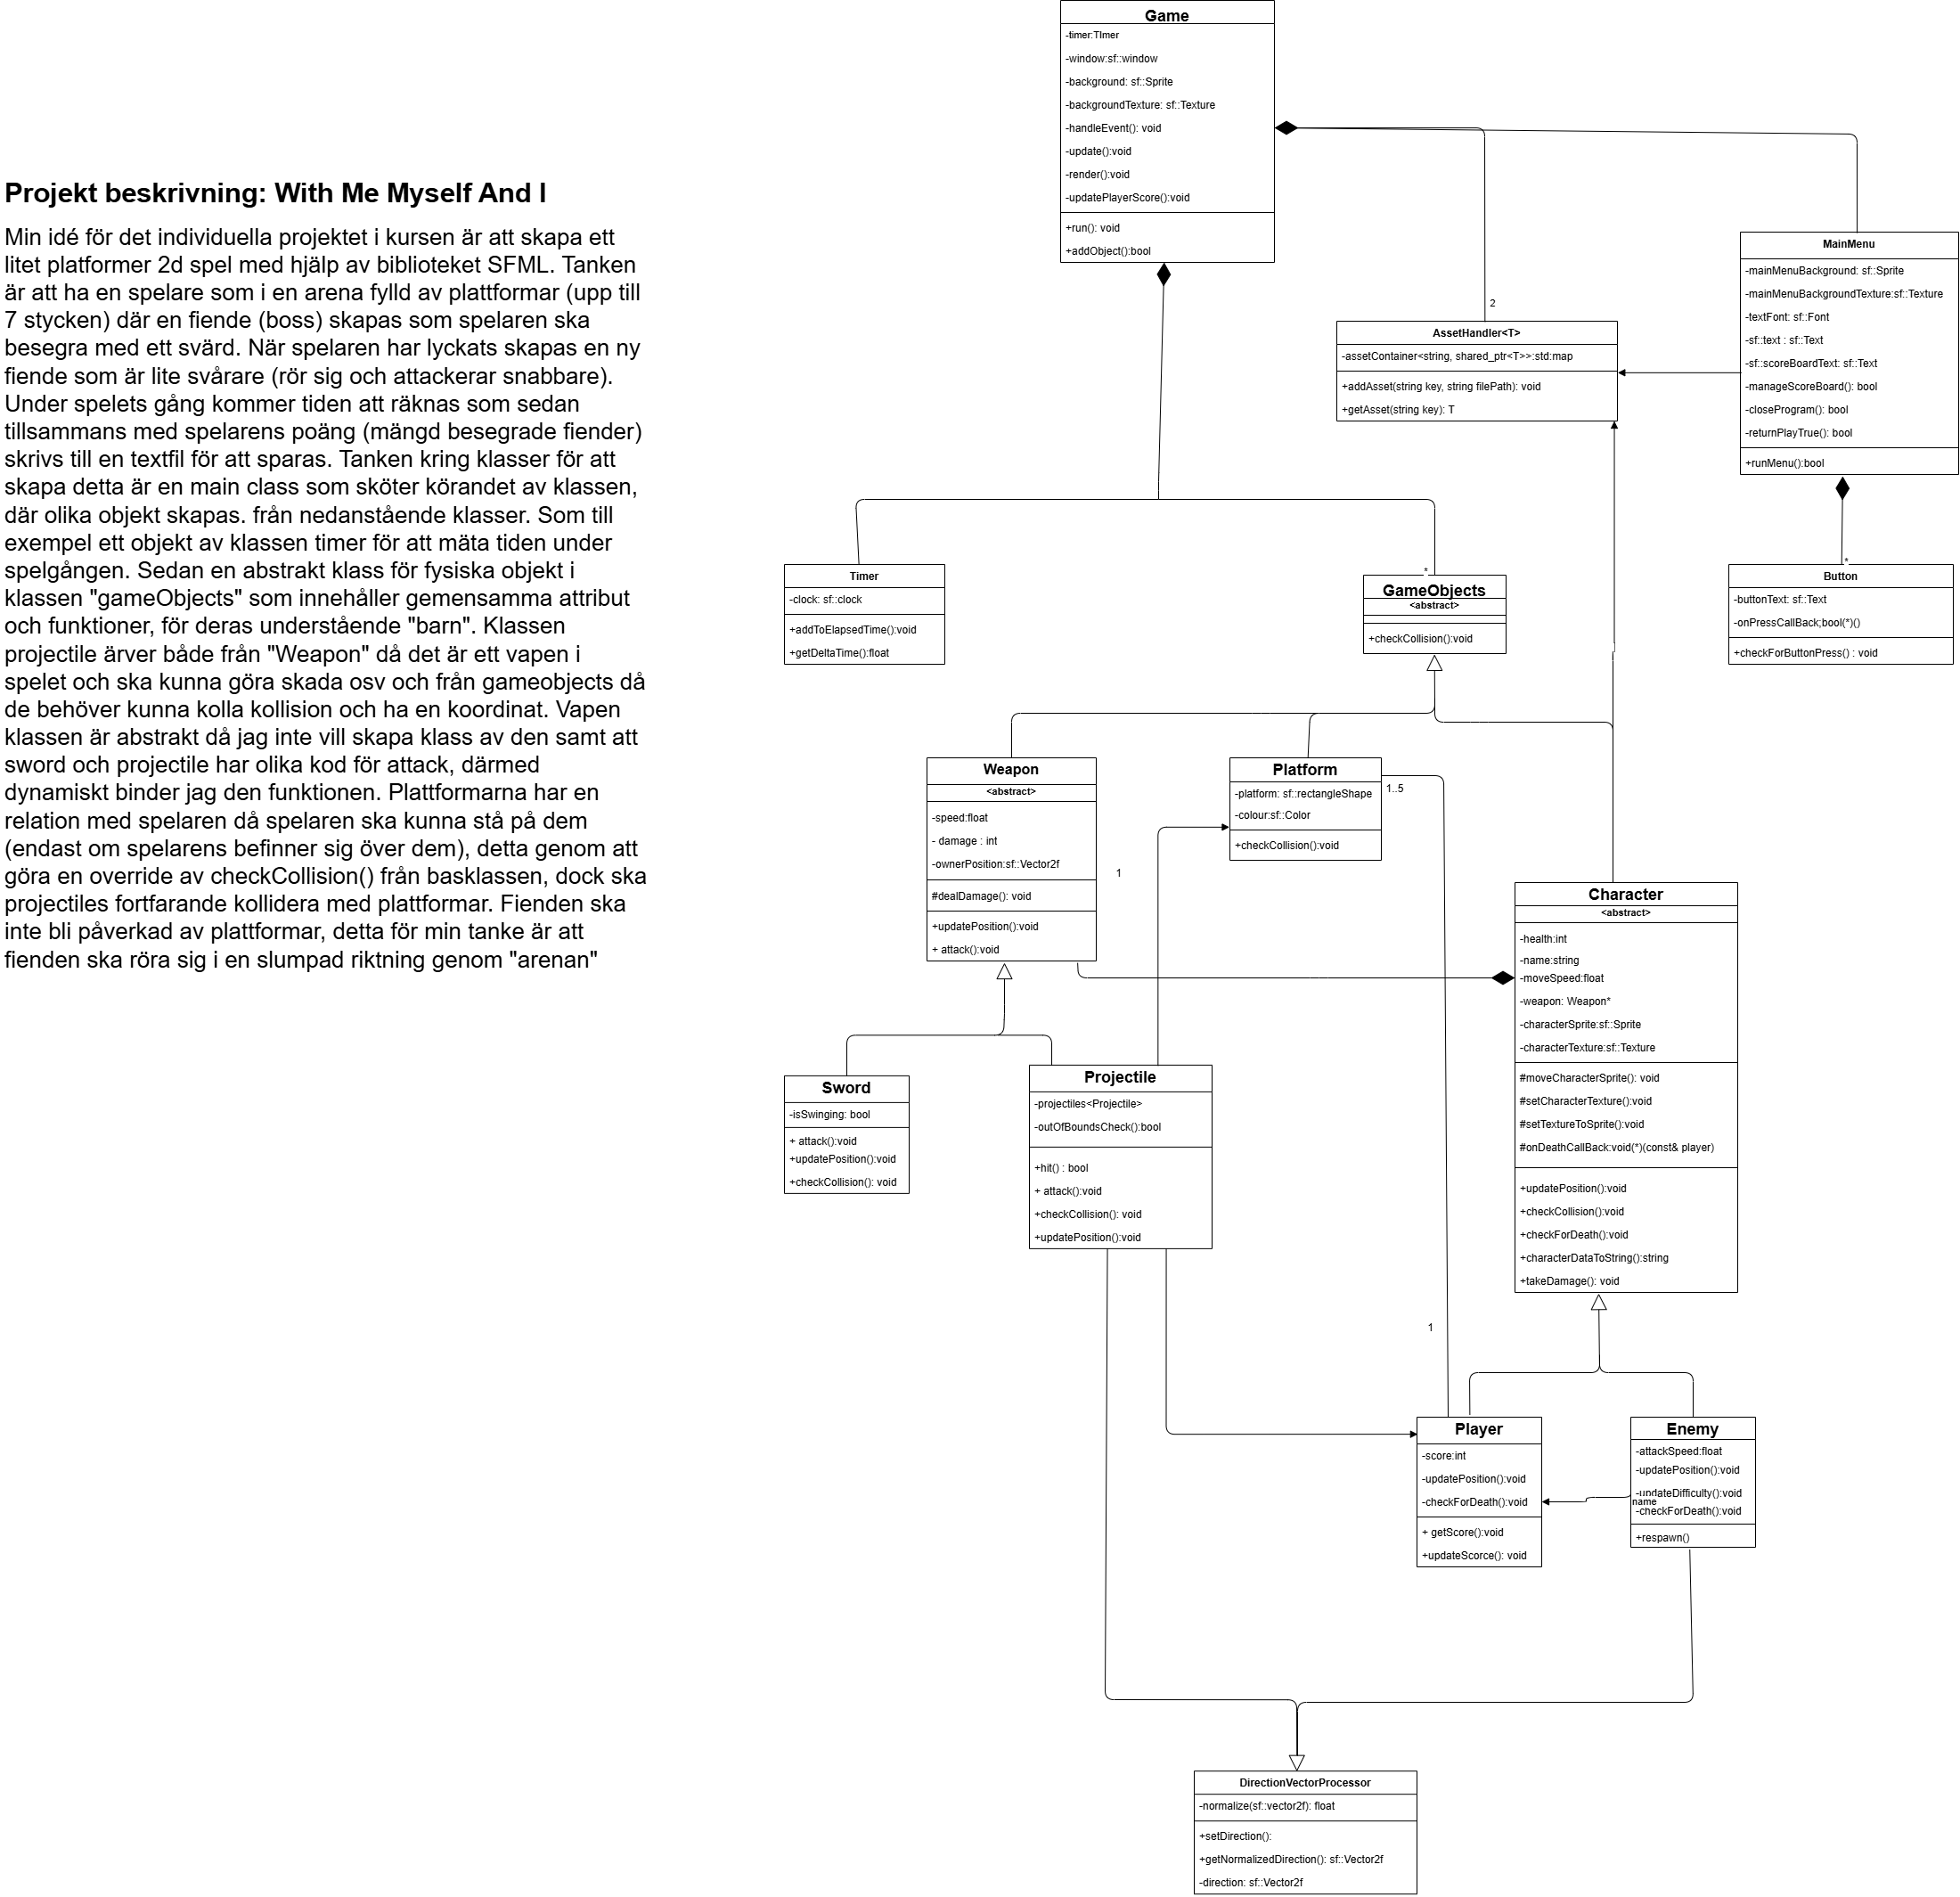 Projekt beskrivning: With Me Myself And I
Min idé för det individuella projektet i kursen är att skapa ett
litet platformer 2d spel med hjälp av biblioteket SFML. Tanken
är att ha en spelare som i en arena fylld av plattformar (upp till
7 stycken) där en fiende (boss) skapas som spelaren ska
besegra med ett svärd. När spelaren har lyckats skapas en ny
fiende som är lite svårare (rör sig och attackerar snabbare).
Under spelets gång kommer tiden att räknas som sedan
tillsammans med spelarens poäng (mängd besegrade fiender)
skrivs till en textfil för att sparas. Tanken kring klasser för att
skapa detta är en main class som sköter körandet av klassen,
där olika objekt skapas. från nedanstående klasser. Som till
exempel ett objekt av klassen timer för att mäta tiden under
spelgången. Sedan en abstrakt klass för fysiska objekt i
klassen "gameObjects" som innehåller gemensamma attribut
och funktioner, för deras understående "barn". Klassen
projectile ärver både från "Weapon" då det är ett vapen i
spelet och ska kunna göra skada osv och från gameobjects då
de behöver kunna kolla kollision och ha en koordinat. Vapen
klassen är abstrakt då jag inte vill skapa klass av den samt att
sword och projectile har olika kod för attack, därmed
dynamiskt binder jag den funktionen. Plattformarna har en
relation med spelaren då spelaren ska kunna stå på dem
(endast om spelarens befinner sig över dem), detta genom att
göra en override av checkCollision() från basklassen, dock ska
projectiles fortfarande kollidera med plattformar. Fienden ska
inte bli påverkad av plattformar, detta för min tanke är att
fienden ska röra sig i en slumpad riktning genom "arenan"
Game
-timer:TImer
-window:sf::window
-background: sf::Sprite
-backgroundTexture: sf::Texture
-handleEvent(): void
-update():void
-render():void
-updatePlayerScore():void
+run(): void
+addObject():bool
MainMenu
-mainMenuBackground: sf::Sprite
-mainMenuBackgroundTexture:sf::Texture
-textFont: sf::Font
-sf::text : sf::Text
-sf::scoreBoardText: sf::Text
-manageScoreBoard(): bool
-closeProgram(): bool
-returnPlayTrue(): bool
+runMenu():bool
2
AssetHandler<T>
-assetContainer<string, shared_ptr<T>>:std:map
+addAsset(string key, string filePath): void
+getAsset(string key): T
Timer
-clock: sf::clock
+addToElapsedTime():void
+getDeltaTime():float
*
GameObjects
<abstract>
+checkCollision():void
*
Button
-buttonText: sf::Text
-onPressCallBack;bool(*)()
+checkForButtonPress() : void
Weapon
<abstract>
-speed:float
- damage : int
-ownerPosition:sf::Vector2f
#dealDamage(): void
+updatePosition():void
+ attack():void
1
Platform
-platform: sf::rectangleShape
-colour:sf::Color
+checkCollision():void
1..5
Character
<abstract>
-health:int
-name:string
-moveSpeed:float
-weapon: Weapon*
-characterSprite:sf::Sprite
-characterTexture:sf::Texture
#moveCharacterSprite(): void
#setCharacterTexture():void
#setTextureToSprite():void
#onDeathCallBack:void(*)(const& player)
+updatePosition():void
+checkCollision():void
+checkForDeath():void
+characterDataToString():string
+takeDamage(): void
Sword
-isSwinging: bool
+ attack():void
+updatePosition():void
+checkCollision(): void
Projectile
-projectiles<Projectile>
-outOfBoundsCheck():bool
+hit() : bool
+ attack():void
+checkCollision(): void
+updatePosition():void
1
Player
-score:int
-updatePosition():void
-checkForDeath():void
+ getScore():void
+updateScorce(): void
Enemy
-attackSpeed:float
-updatePosition():void
-updateDifficulty():void
name
-checkForDeath():void
+respawn()
DirectionVectorProcessor
-normalize(sf::vector2f): float
+setDirection():
+getNormalizedDirection(): sf::Vector2f
-direction: sf::Vector2f